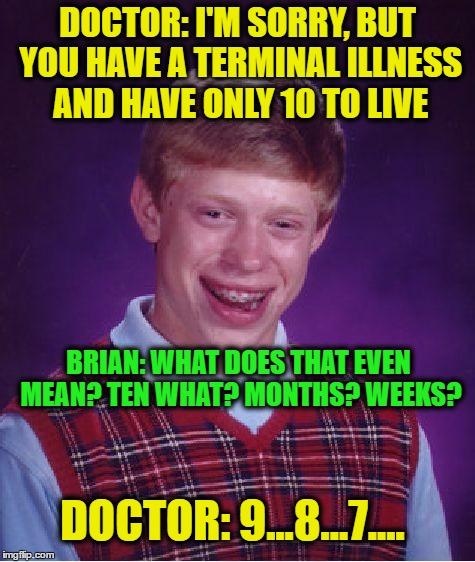 DOCTOR: I'M SORRY, BUT
YOU HAVE A TERMINAL ILLNESS
AND HAVE ONLY 10 TO LIVE
BRIAN: WHAT DOES THAT EVEN
MEAN? TEN WHAT? MONTHS? WEEKS?
DOCTOR: 9...8...7....
imgflip.com